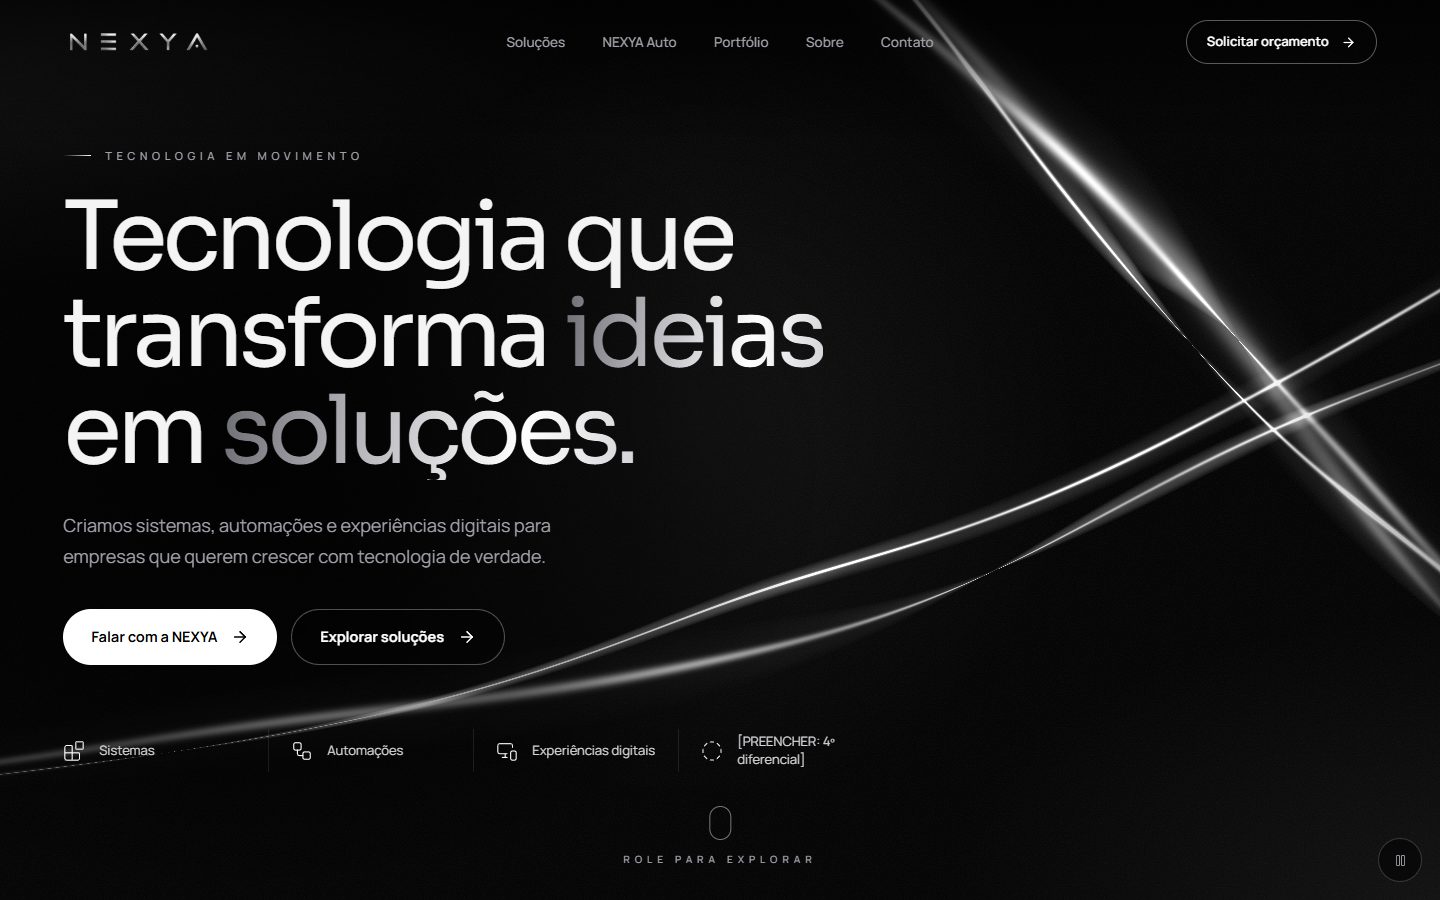 NEXYA
Soluções
NEXYA Auto
Portfólio
Sobre
Contato
Solicitar orçamento
TECNOLOGIA EM MOVIMENTO
Tecnologia que
transforma ideias
em soluções.
Criamos sistemas, automações e experiências digitais para
empresas que querem crescer com tecnologia de verdade.
Falar com a NEXYA
Explorar soluções
Sistemas
Automações
Experiências digitais
[PREENCHER: 4º
diferencial]
ROLE PARA EXPLORAR